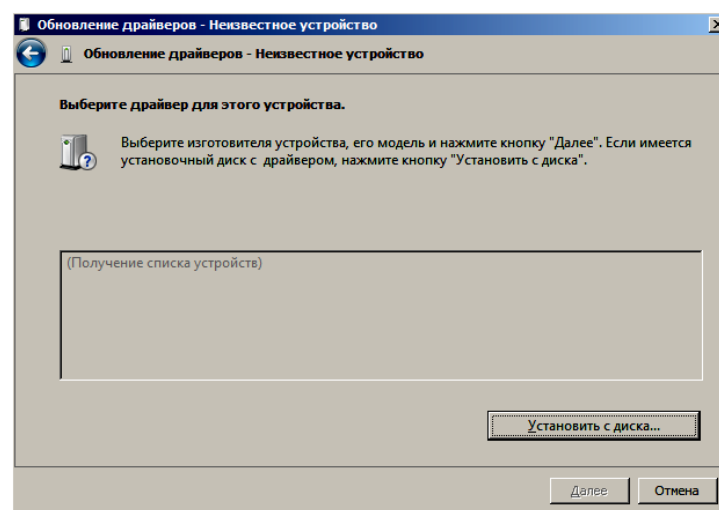 Обновление драйверов - Неизвестное устройство
Обновление драйверов - Неизвестное устройство
Выберите драйвер для этого устройства.
Выберите изготовителя устройства, его модель и нажмите кнопку "Далее". Если имеется
установочный диск с драйвером, нажмите кнопку "Установить с диска".
(Получение списка устройств)
Установить с диска...
Далее
Отмена